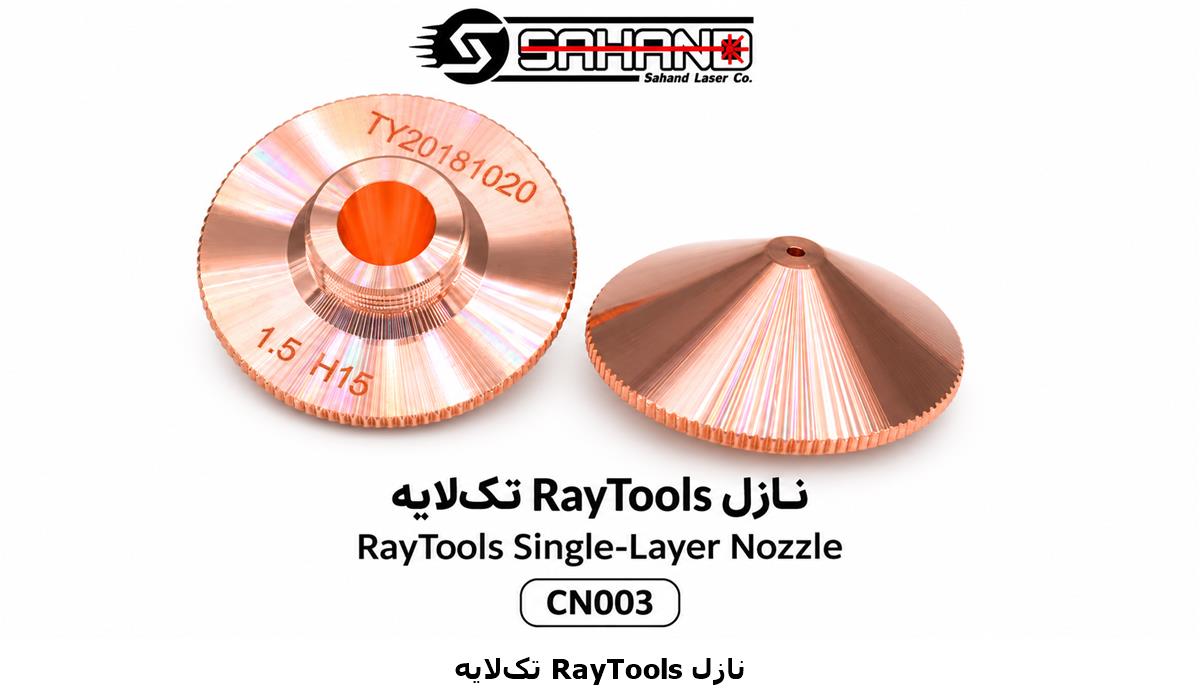 SAHAND
Sahand Laser Co.
TY20181020
1.5 H15
نازل RayTools تک‌لایه
RayTools Single-Layer Nozzle
CN003
نازل RayTools تک‌لایه